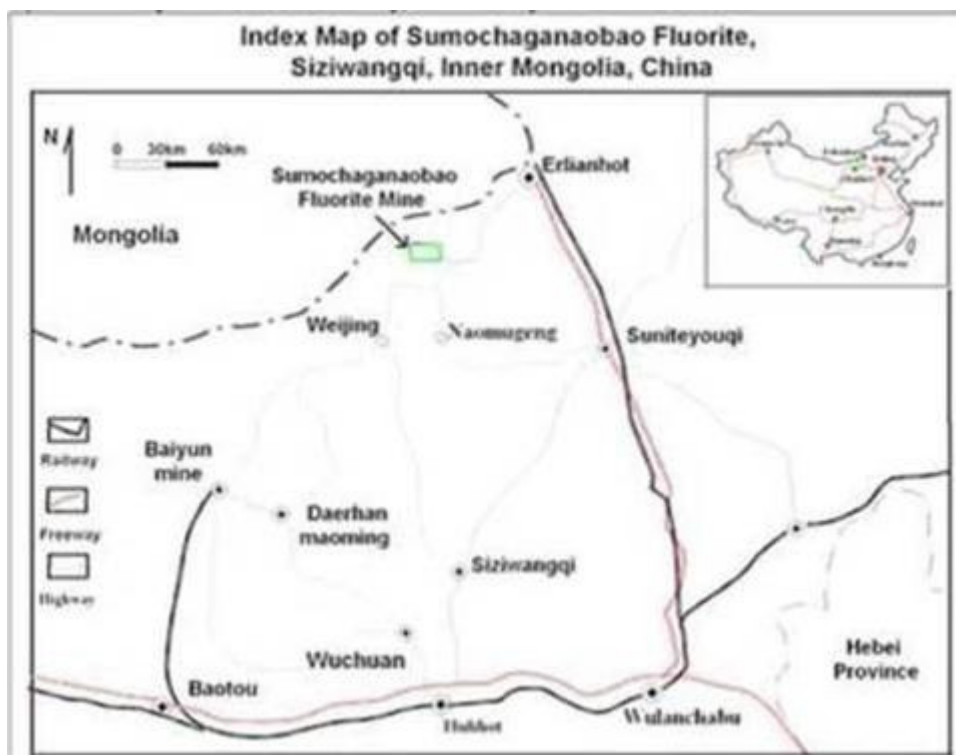 Index Map of Sumochaganaobao Fluorite,
Siziwangqi, Inner Mongolia, China
N
0 30km 60km
Sumochaganaobao
Fluorite Mine
Erlianhot
Mongolia
Weijing
Naomugeng
Suniteyouqi
Railway
Baiyun
mine
Freeway
Daerhan
maoming
Highway
Siziwangqi
Wuchuan
Hebei
Province
Baotou
Wulanchabu